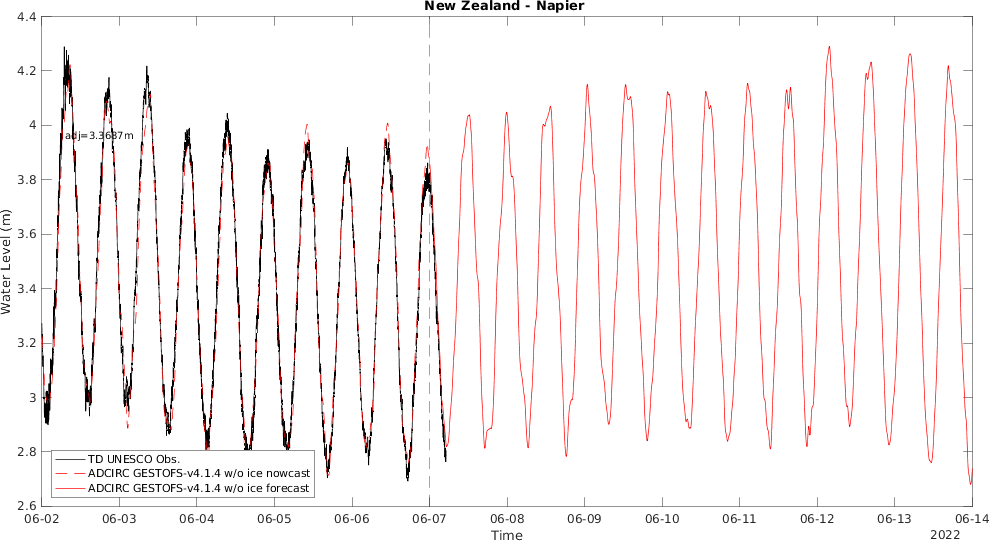 New Zealand - Napier
4.4
4.2
4
3.8
3.6
3.4
3.2
3
2.8
2.6
Water Level (m)
adj=3.3687m
TD UNESCO Obs.
ADCIRC GESTOFS-v4.1.4 w/o ice nowcast
ADCIRC GESTOFS-v4.1.4 w/o ice forecast
06-02 06-03 06-04 06-05 06-06 06-07 06-08 06-09 06-10 06-11 06-12 06-13 06-14
Time
2022